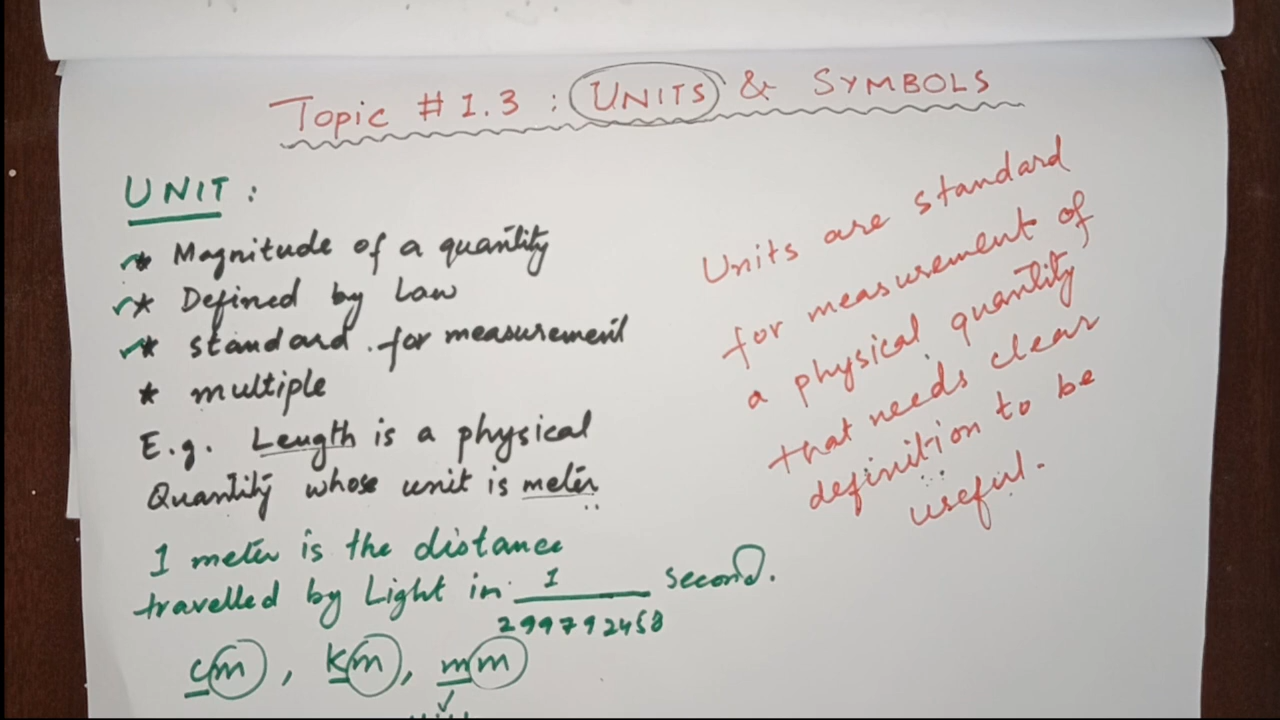 Topic # 1.3 : UNITS & SYMBOLS
UNIT :
* Magnitude of a quantity
* Defined by Law
* standard for measurement
* multiple
E.g. Length is a physical
Quantity whose unit is meter
1 meter is the distance
travelled by Light in 1/299792458 second.
cm, km, mm
Units are standard
for measurement of
a physical quantity
that needs clear
definition to be
useful.